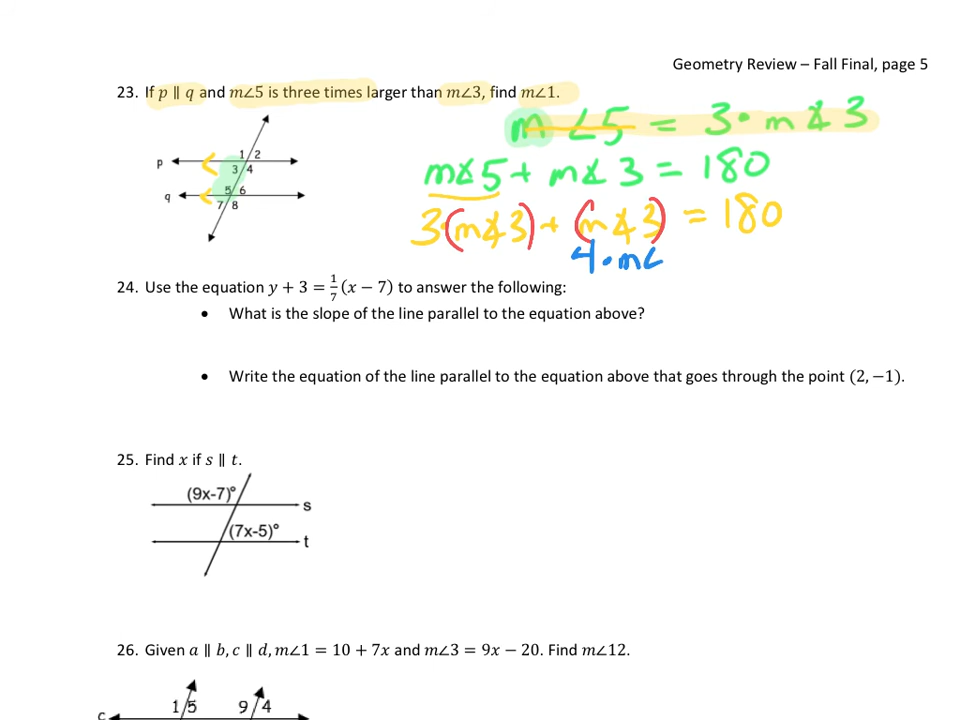 Geometry Review – Fall Final, page 5
23. If p ∥ q and m∠5 is three times larger than m∠3, find m∠1.
m∠5 = 3•m∡3
1 2
p
3 4
m∡5 + m∡3 = 180
q
5 6
7 8
3(m∡3) + (m∡3) = 180
4•m∠
24. Use the equation y + 3 = 1/7 (x − 7) to answer the following:
• What is the slope of the line parallel to the equation above?
• Write the equation of the line parallel to the equation above that goes through the point (2, −1).
25. Find x if s ∥ t.
(9x-7)°
s
(7x-5)°
t
26. Given a ∥ b, c ∥ d, m∠1 = 10 + 7x and m∠3 = 9x − 20. Find m∠12.
1 5 9 4
c